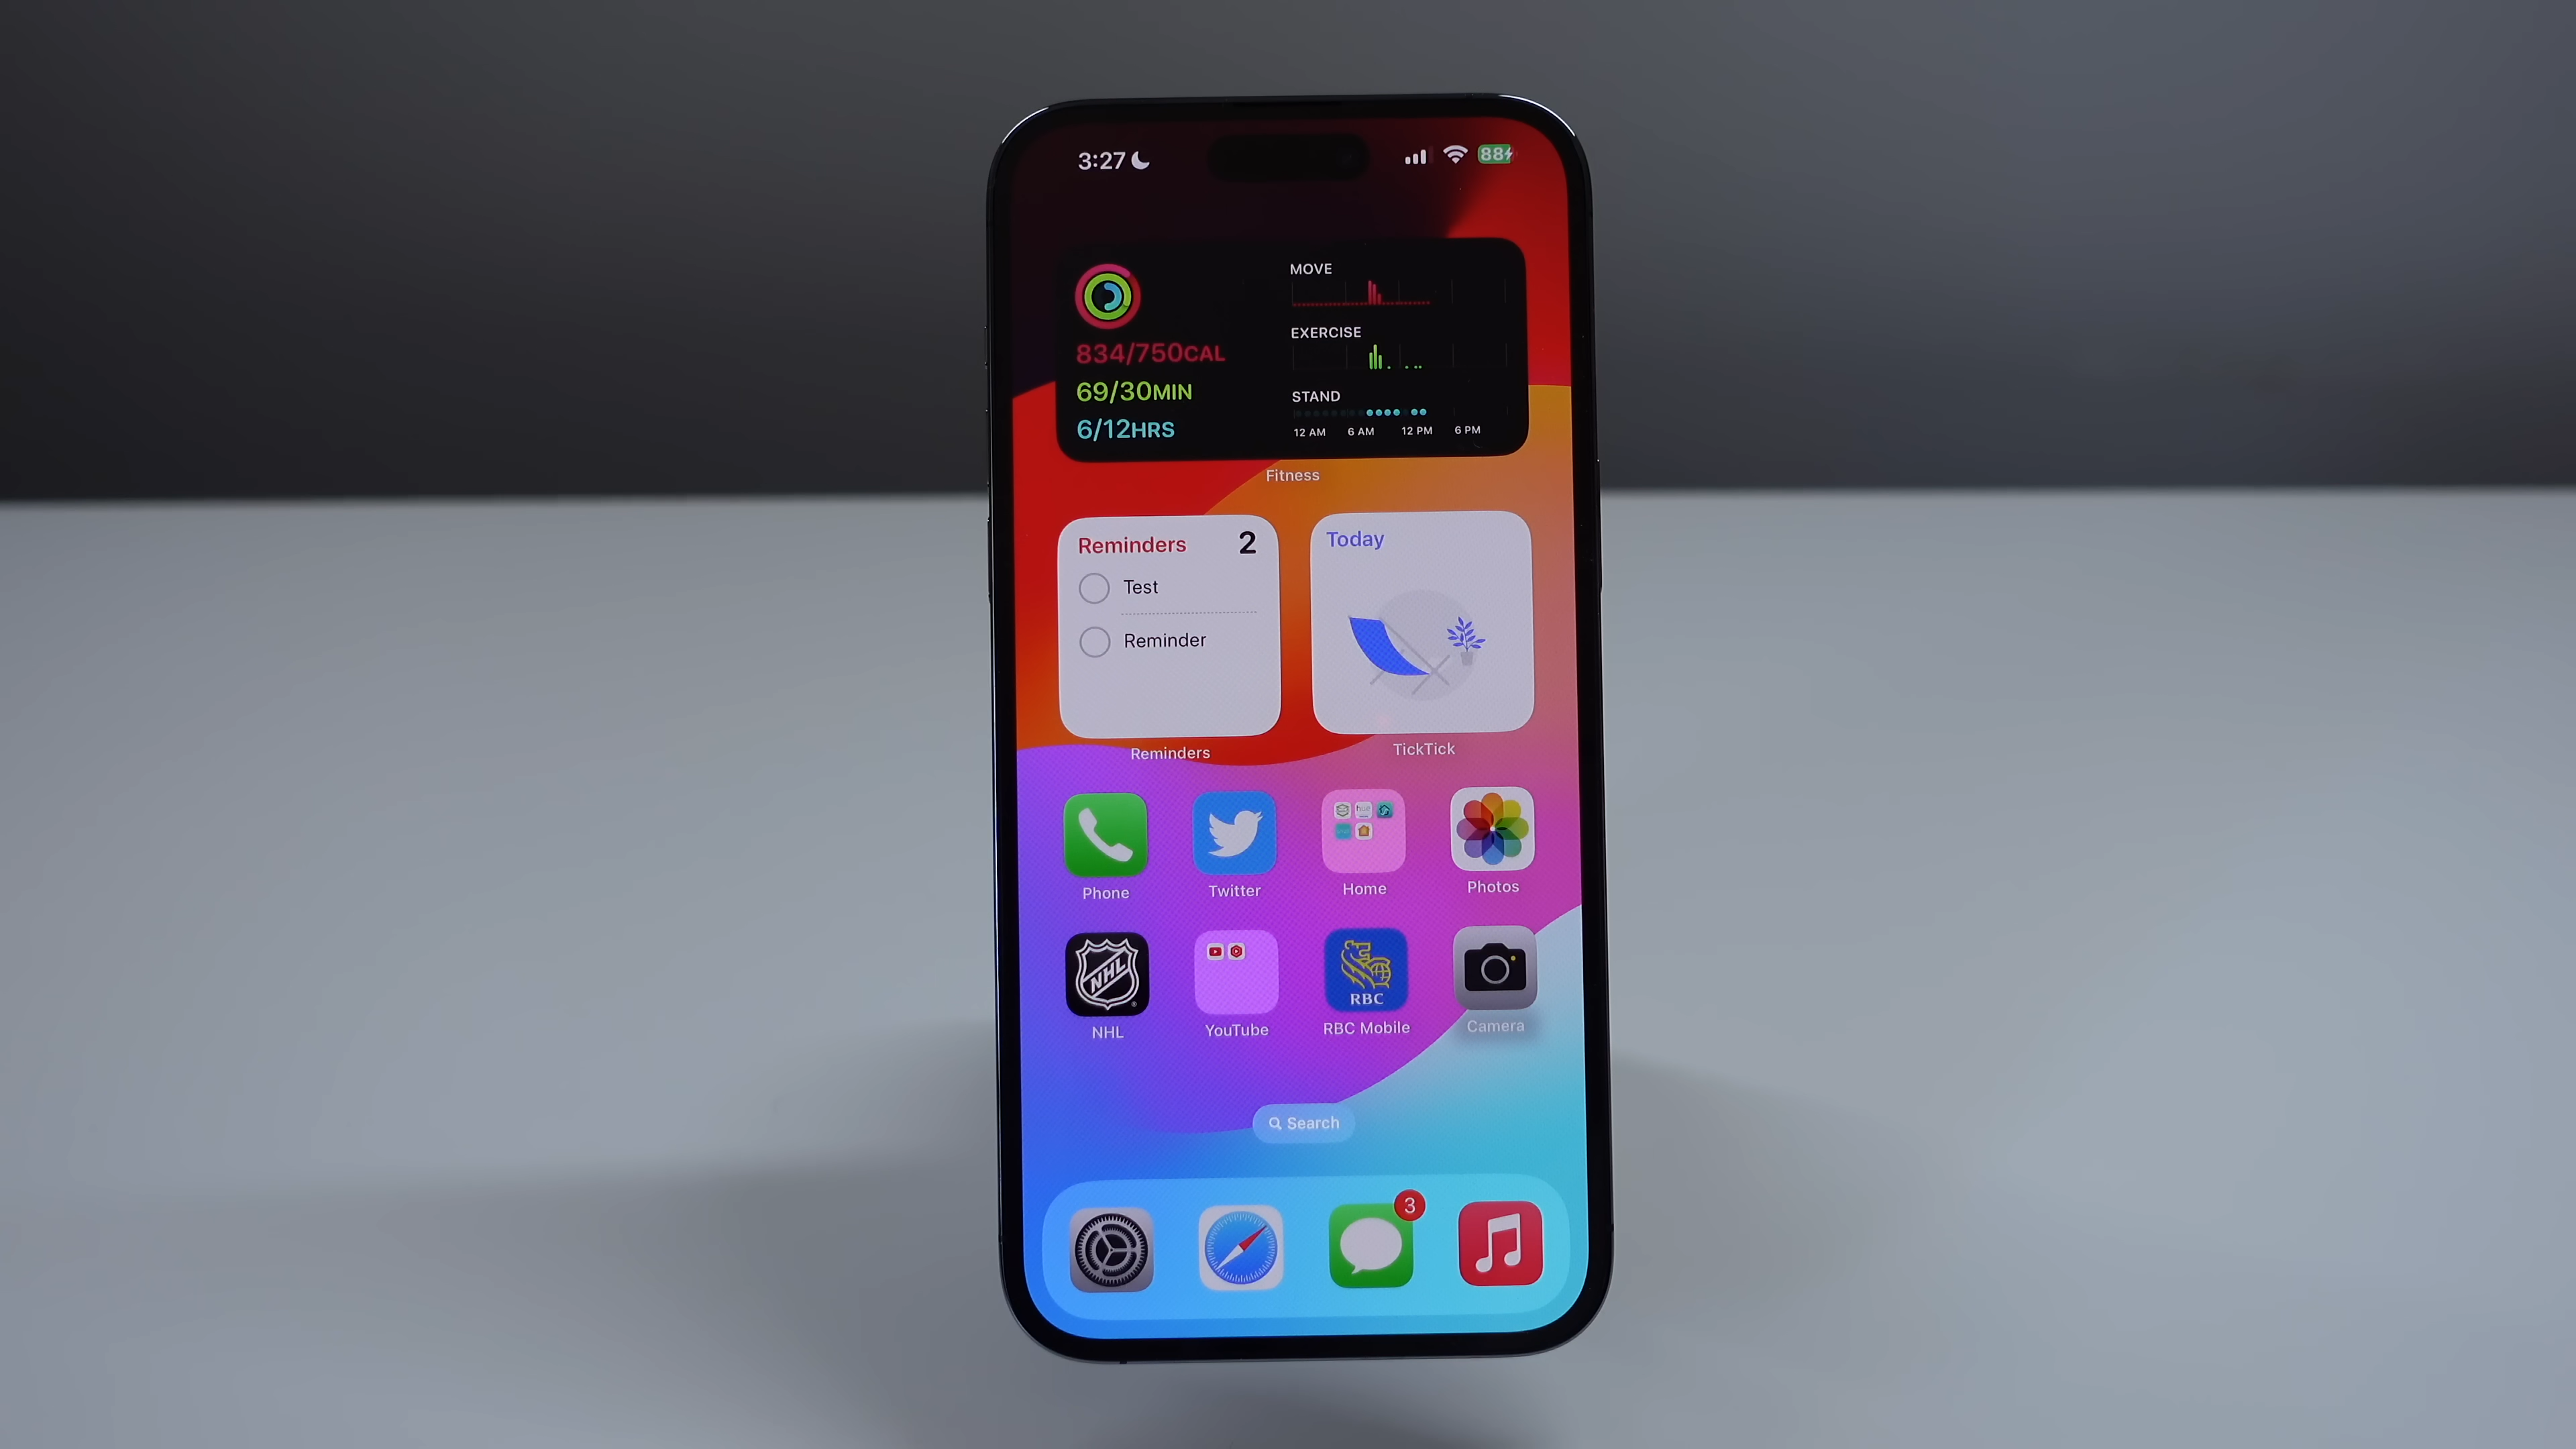 3:27
88
MOVE
834/750CAL
69/30MIN
6/12HRS
EXERCISE
STAND
12 AM 6 AM 12 PM 6 PM
Fitness
Reminders 2
Test
Reminder
Reminders
Today
TickTick
Phone Twitter Home Photos
NHL
RBC
NHL YouTube RBC Mobile Camera
Search
3